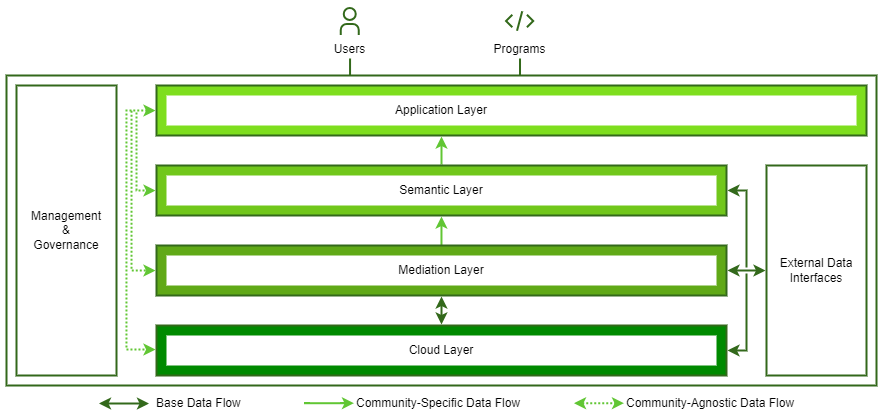 Users
Programs
Application Layer
Semantic Layer
Management
&
Governance
Mediation Layer
External Data
Interfaces
Cloud Layer
Base Data Flow
Community-Specific Data Flow
Community-Agnostic Data Flow